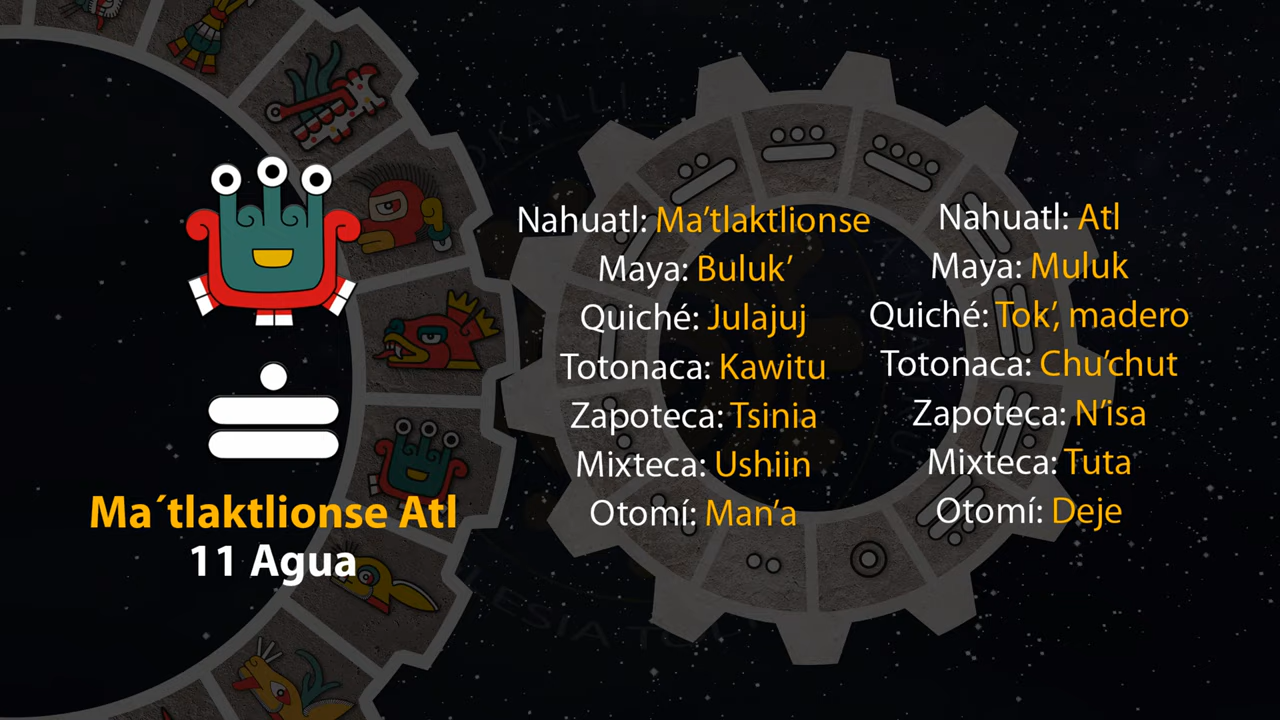 Ma´tlaktlionse Atl
11 Agua
Nahuatl: Ma’tlaktlionse
Maya: Buluk’
Quiché: Julajuj
Totonaca: Kawitu
Zapoteca: Tsinia
Mixteca: Ushiin
Otomí: Man’a
Nahuatl: Atl
Maya: Muluk
Quiché: Tok’, madero
Totonaca: Chu’chut
Zapoteca: N’isa
Mixteca: Tuta
Otomí: Deje